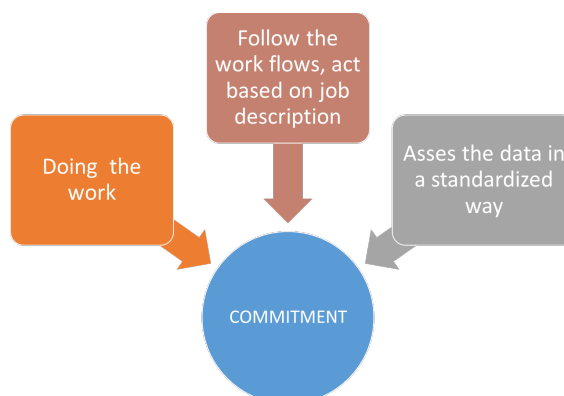 Follow the
work flows, act
based on job
description
Doing the
work
Asses the data in
a standardized
way
COMMITMENT